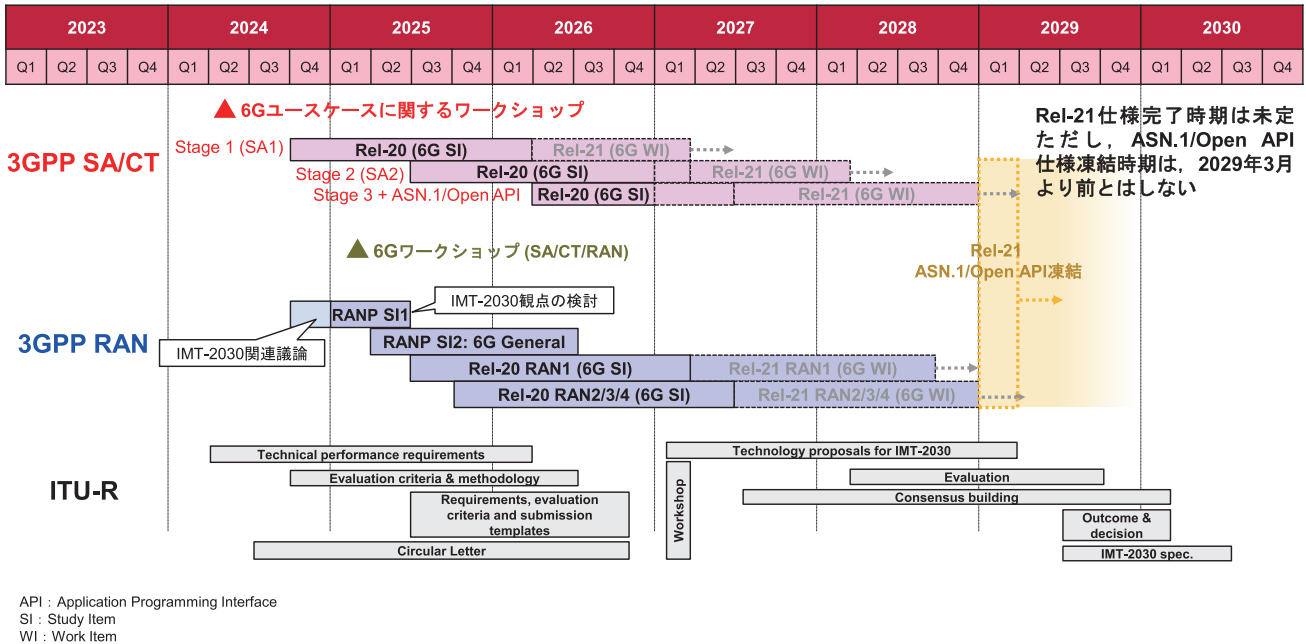 2023 2024 2025 2026 2027 2028 2029 2030
Q1 Q2 Q3 Q4 Q1 Q2 Q3 Q4 Q1 Q2 Q3 Q4 Q1 Q2 Q3 Q4 Q1 Q2 Q3 Q4 Q1 Q2 Q3 Q4 Q1 Q2 Q3 Q4 Q1 Q2 Q3 Q4
▲ 6Gユースケースに関するワークショップ
Rel-21仕様完了時期は未定
ただし，ASN.1/Open API
仕様凍結時期は，2029年3月
より前とはしない
3GPP SA/CT
Stage 1 (SA1) Rel-20 (6G SI) Rel-21 (6G WI)
Stage 2 (SA2) Rel-20 (6G SI) Rel-21 (6G WI)
Stage 3 + ASN.1/Open API Rel-20 (6G SI) Rel-21 (6G WI)
▲ 6Gワークショップ (SA/CT/RAN)
Rel-21
ASN.1/Open API凍結
3GPP RAN
RANP SI1
IMT-2030観点の検討
IMT-2030関連議論
RANP SI2: 6G General
Rel-20 RAN1 (6G SI) Rel-21 RAN1 (6G WI)
Rel-20 RAN2/3/4 (6G SI) Rel-21 RAN2/3/4 (6G WI)
ITU-R
Technical performance requirements
Evaluation criteria & methodology
Requirements, evaluation
criteria and submission
templates
Circular Letter
Workshop
Technology proposals for IMT-2030
Evaluation
Consensus building
Outcome &
decision
IMT-2030 spec.
API：Application Programming Interface
SI：Study Item
WI：Work Item